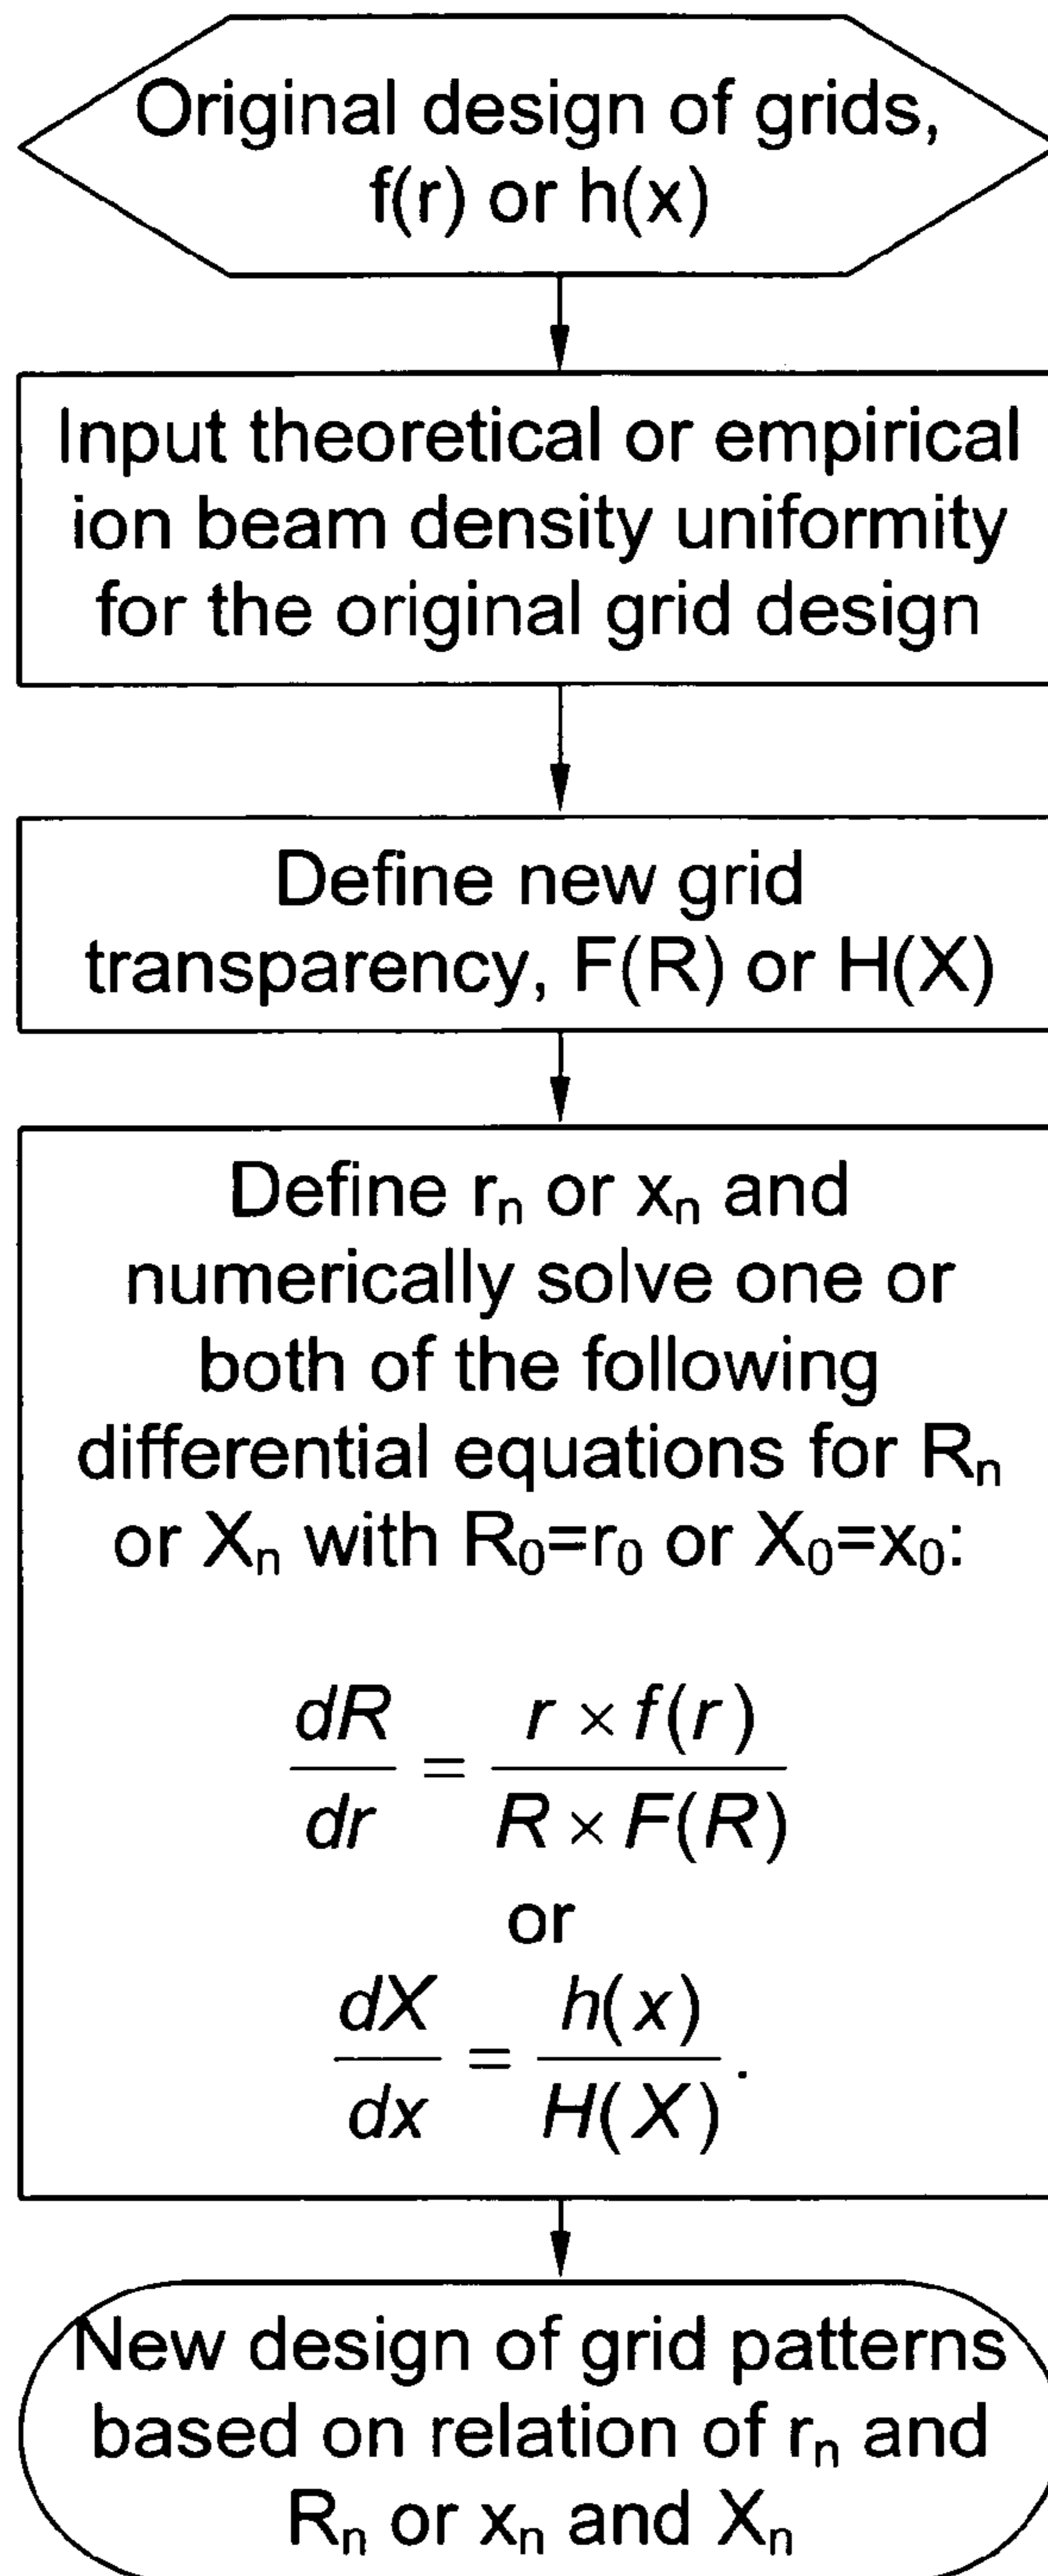 Original design of grids,
f(r) or h(x)
Input theoretical or empirical
ion beam density uniformity
for the original grid design
Define new grid
transparency, F(R) or H(X)
Define rₙ or xₙ and
numerically solve one or
both of the following
differential equations for Rₙ
or Xₙ with R₀=r₀ or X₀=x₀:
dR/dr = r × f(r)/R × F(R)
or
dX/dx = h(x)/H(X).
New design of grid patterns
based on relation of rₙ and
Rₙ or xₙ and Xₙ